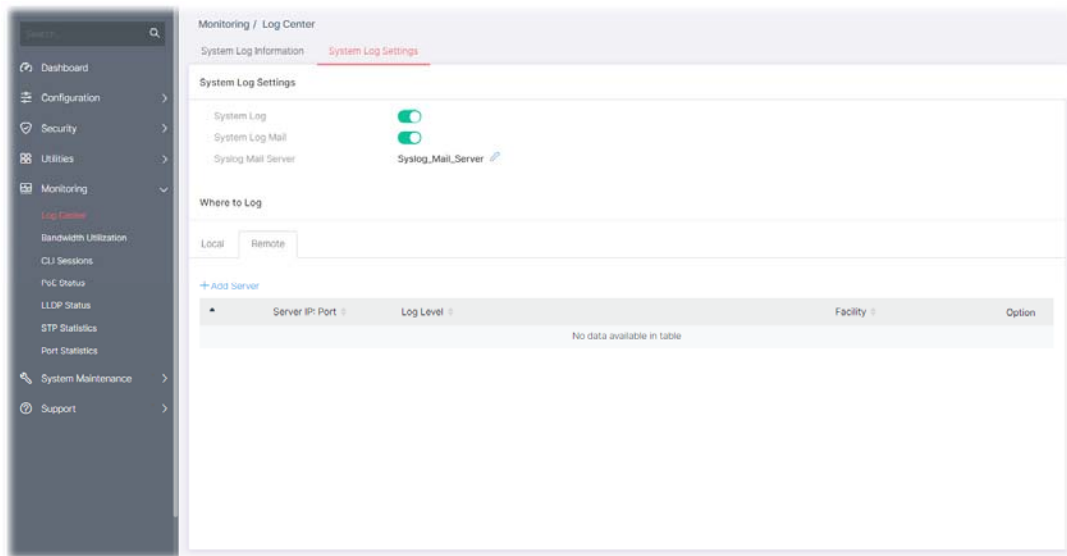 Search...
Dashboard
Configuration
Security
Utilities
Monitoring
Log Center
Bandwidth Utilization
CLI Sessions
PoE Status
LLDP Status
STP Statistics
Port Statistics
System Maintenance
Support
Monitoring / Log Center
System Log Information System Log Settings
System Log Settings
System Log
System Log Mail
Syslog Mail Server Syslog_Mail_Server
Where to Log
Local Remote
+ Add Server
Server IP: Port Log Level Facility Option
No data available in table